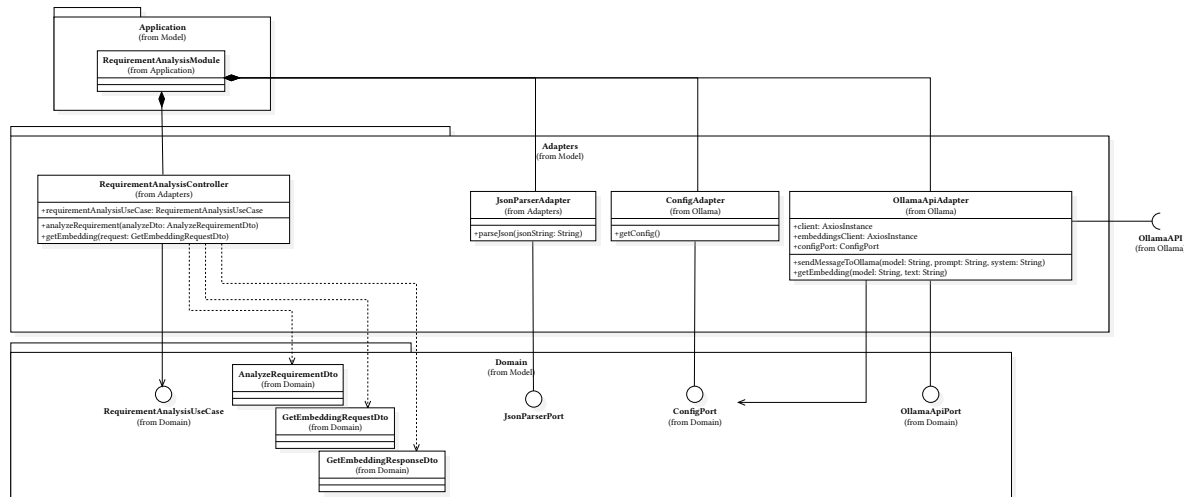 Application
(from Model)
RequirementAnalysisModule
(from Application)
Adapters
(from Model)
RequirementAnalysisController
(from Adapters)
+requirementAnalysisUseCase: RequirementAnalysisUseCase
+analyzeRequirement(analyzeDto: AnalyzeRequirementDto)
+getEmbedding(request: GetEmbeddingRequestDto)
JsonParserAdapter
(from Adapters)
+parseJson(jsonString: String)
ConfigAdapter
(from Ollama)
+getConfig()
OllamaApiAdapter
(from Ollama)
+client: AxiosInstance
+embeddingsClient: AxiosInstance
+configPort: ConfigPort
+sendMessageToOllama(model: String, prompt: String, system: String)
+getEmbedding(model: String, text: String)
OllamaAPI
(from Ollama)
Domain
(from Model)
AnalyzeRequirementDto
(from Domain)
RequirementAnalysisUseCase
(from Domain)
GetEmbeddingRequestDto
(from Domain)
GetEmbeddingResponseDto
(from Domain)
JsonParserPort
ConfigPort
(from Domain)
OllamaApiPort
(from Domain)